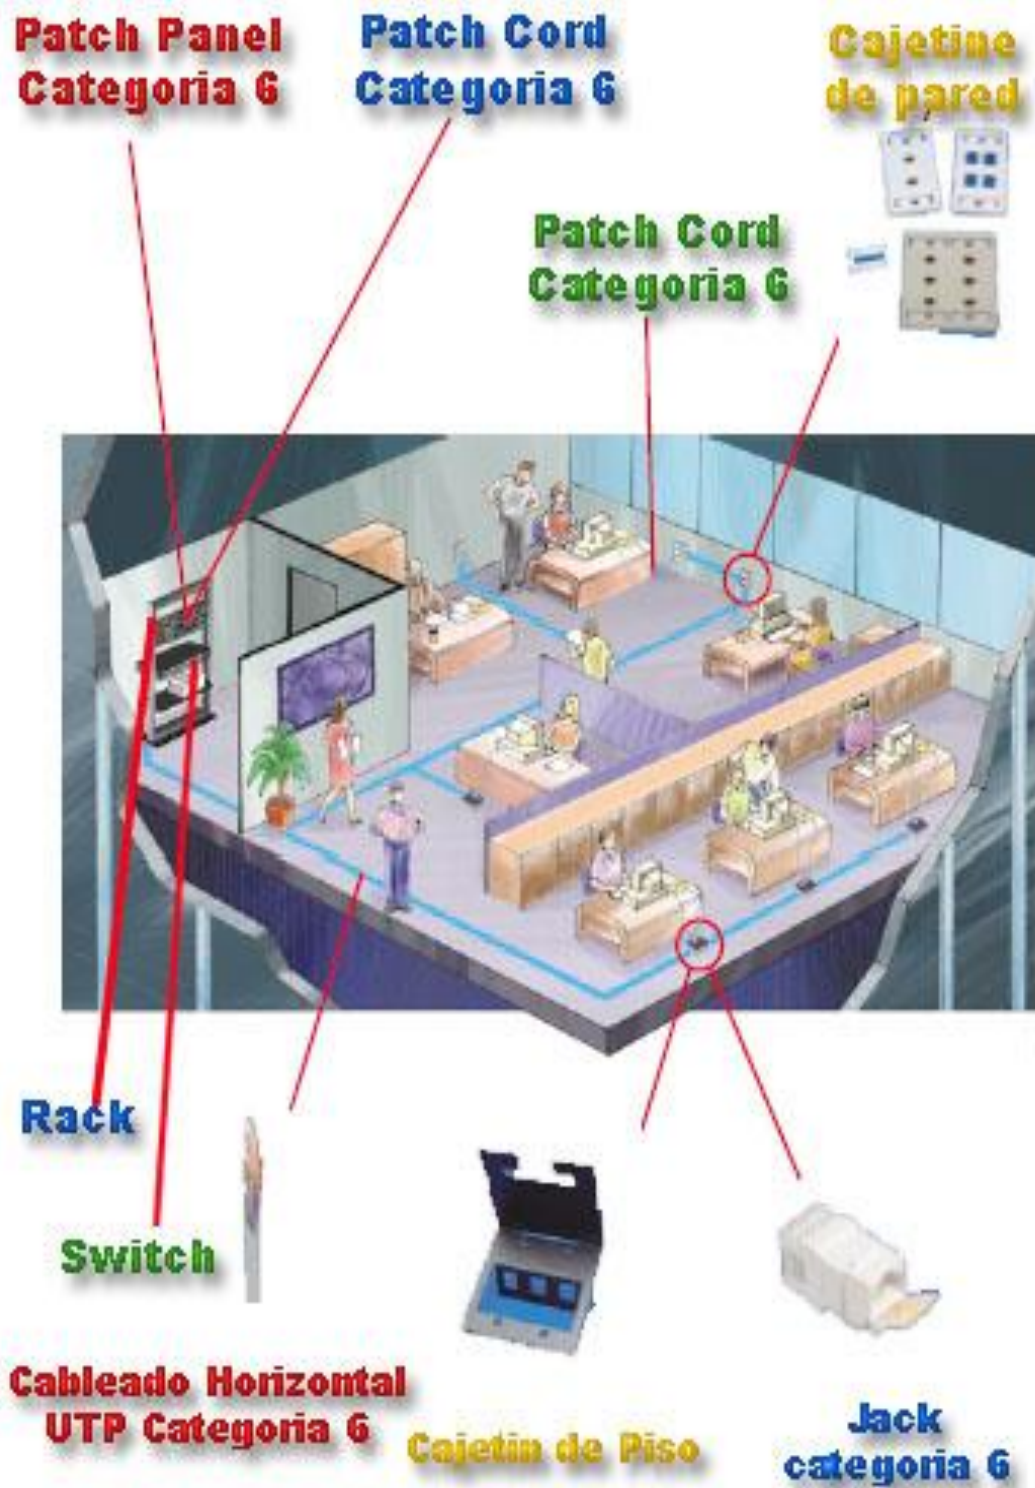 Patch Panel
Categoria 6
Patch Cord
Categoria 6
Cajetine
de pared
Patch Cord
Categoria 6
Rack
Switch
Cableado Horizontal
UTP Categoria 6
Cajetin de Piso
Jack
categoria 6